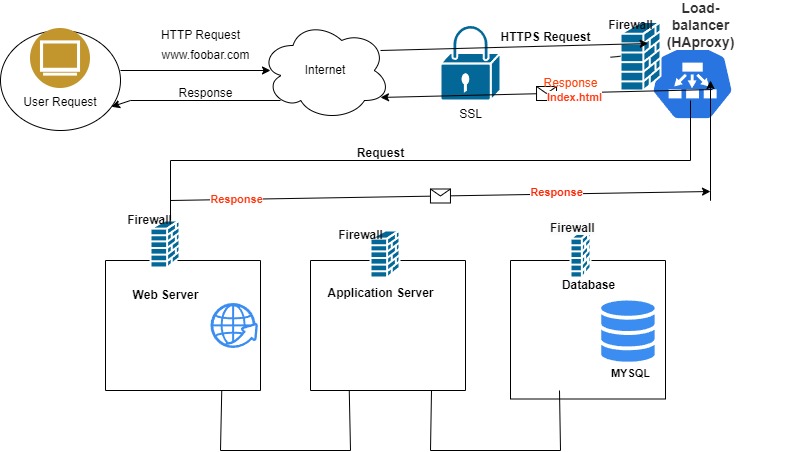 HTTP Request
www.foobar.com
User Request
Response
Internet
HTTPS Request
SSL
Response
Index.html
Firewall
Load-
balancer
(HAproxy)
Request
Response
Response
Firewall
Web Server
Firewall
Application Server
Firewall
Database
MYSQL